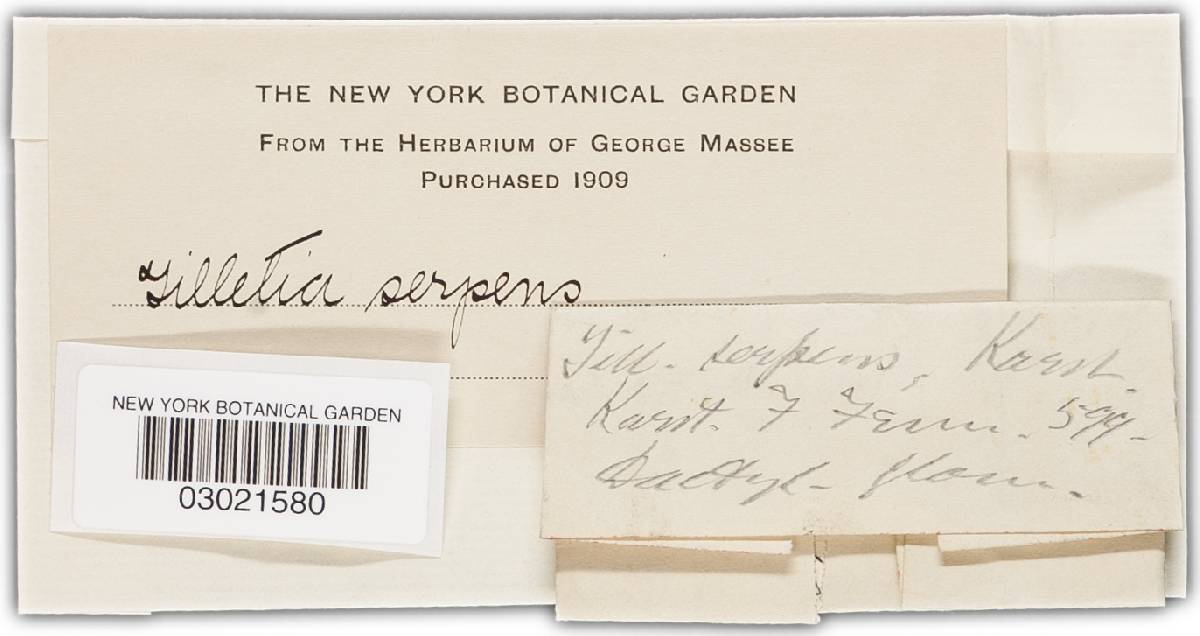 THE NEW YORK BOTANICAL GARDEN
FROM THE HERBARIUM OF GEORGE MASSEE
PURCHASED 1909
Tilletia serpens
Till. serpens, Karst.
Karst. F. Fenn. 599.
Dactyl. glom.
NEW YORK BOTANICAL GARDEN
03021580